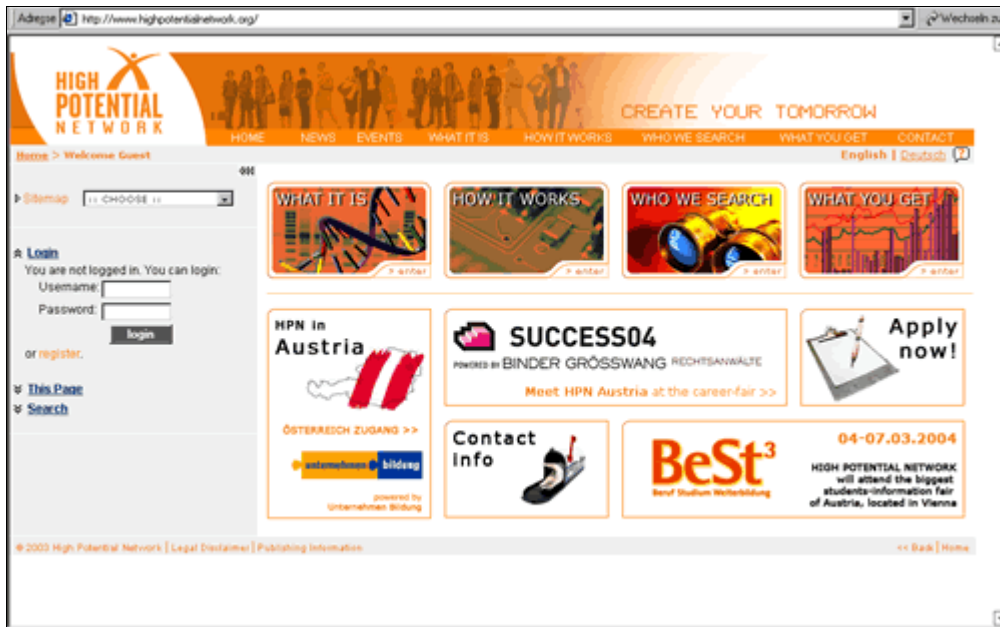 Adresse http://www.highpotentialnetwork.org/ Wechseln zu
HIGH
POTENTIAL
NETWORK
CREATE YOUR TOMORROW
HOME NEWS EVENTS WHAT IT IS HOW IT WORKS WHO WE SEARCH WHAT YOU GET CONTACT
Home > Welcome Guest
English | Deutsch [?]
Sitemap :: CHOOSE ::
WHAT IT IS
> enter
HOW IT WORKS
> enter
WHO WE SEARCH
> enter
WHAT YOU GET
> enter
Login
You are not logged in. You can login:
Username:
Password:
login
or register.
This Page
Search
HPN in
Austria
ÖSTERREICH ZUGANG >>
unternehmen bildung
powered by
Unternehmen Bildung
SUCCESS04
POWERED BY BINDER GRÖSSWANG RECHTSANWÄLTE
Meet HPN Austria at the career-fair >>
Apply
now!
Contact
info
BeSt³
Beruf Studium Weiterbildung
04-07.03.2004
HIGH POTENTIAL NETWORK
will attend the biggest
students-information fair
of Austria, located in Vienna
© 2003 High Potential Network | Legal Disclaimer | Publishing Information
<< Back | Home